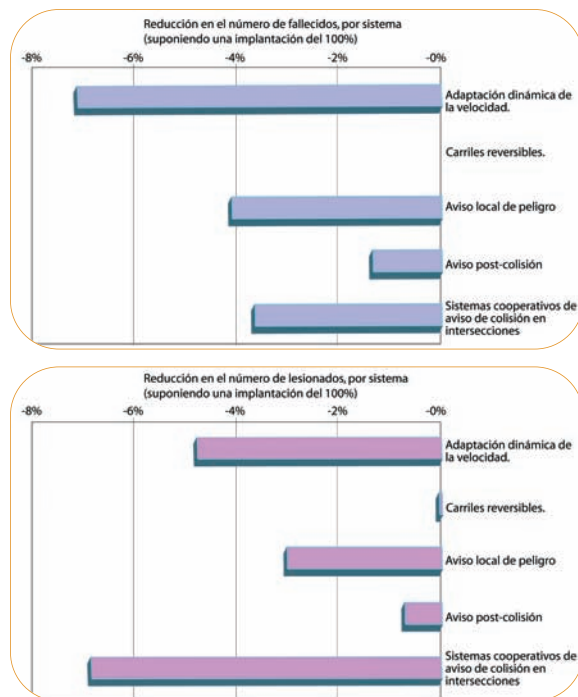 Reducción en el número de fallecidos, por sistema
(suponiendo una implantación del 100%)
-8% -6% -4% -2% -0%
Adaptación dinámica de
la velocidad.
Carriles reversibles.
Aviso local de peligro
Aviso post-colisión
Sistemas cooperativos de
aviso de colisión en
intersecciones
Reducción en el número de lesionados, por sistema
(suponiendo una implantación del 100%)
-8% -6% -4% -2% -0%
Adaptación dinámica de
la velocidad.
Carriles reversibles.
Aviso local de peligro
Aviso post-colisión
Sistemas cooperativos de
aviso de colisión en
intersecciones